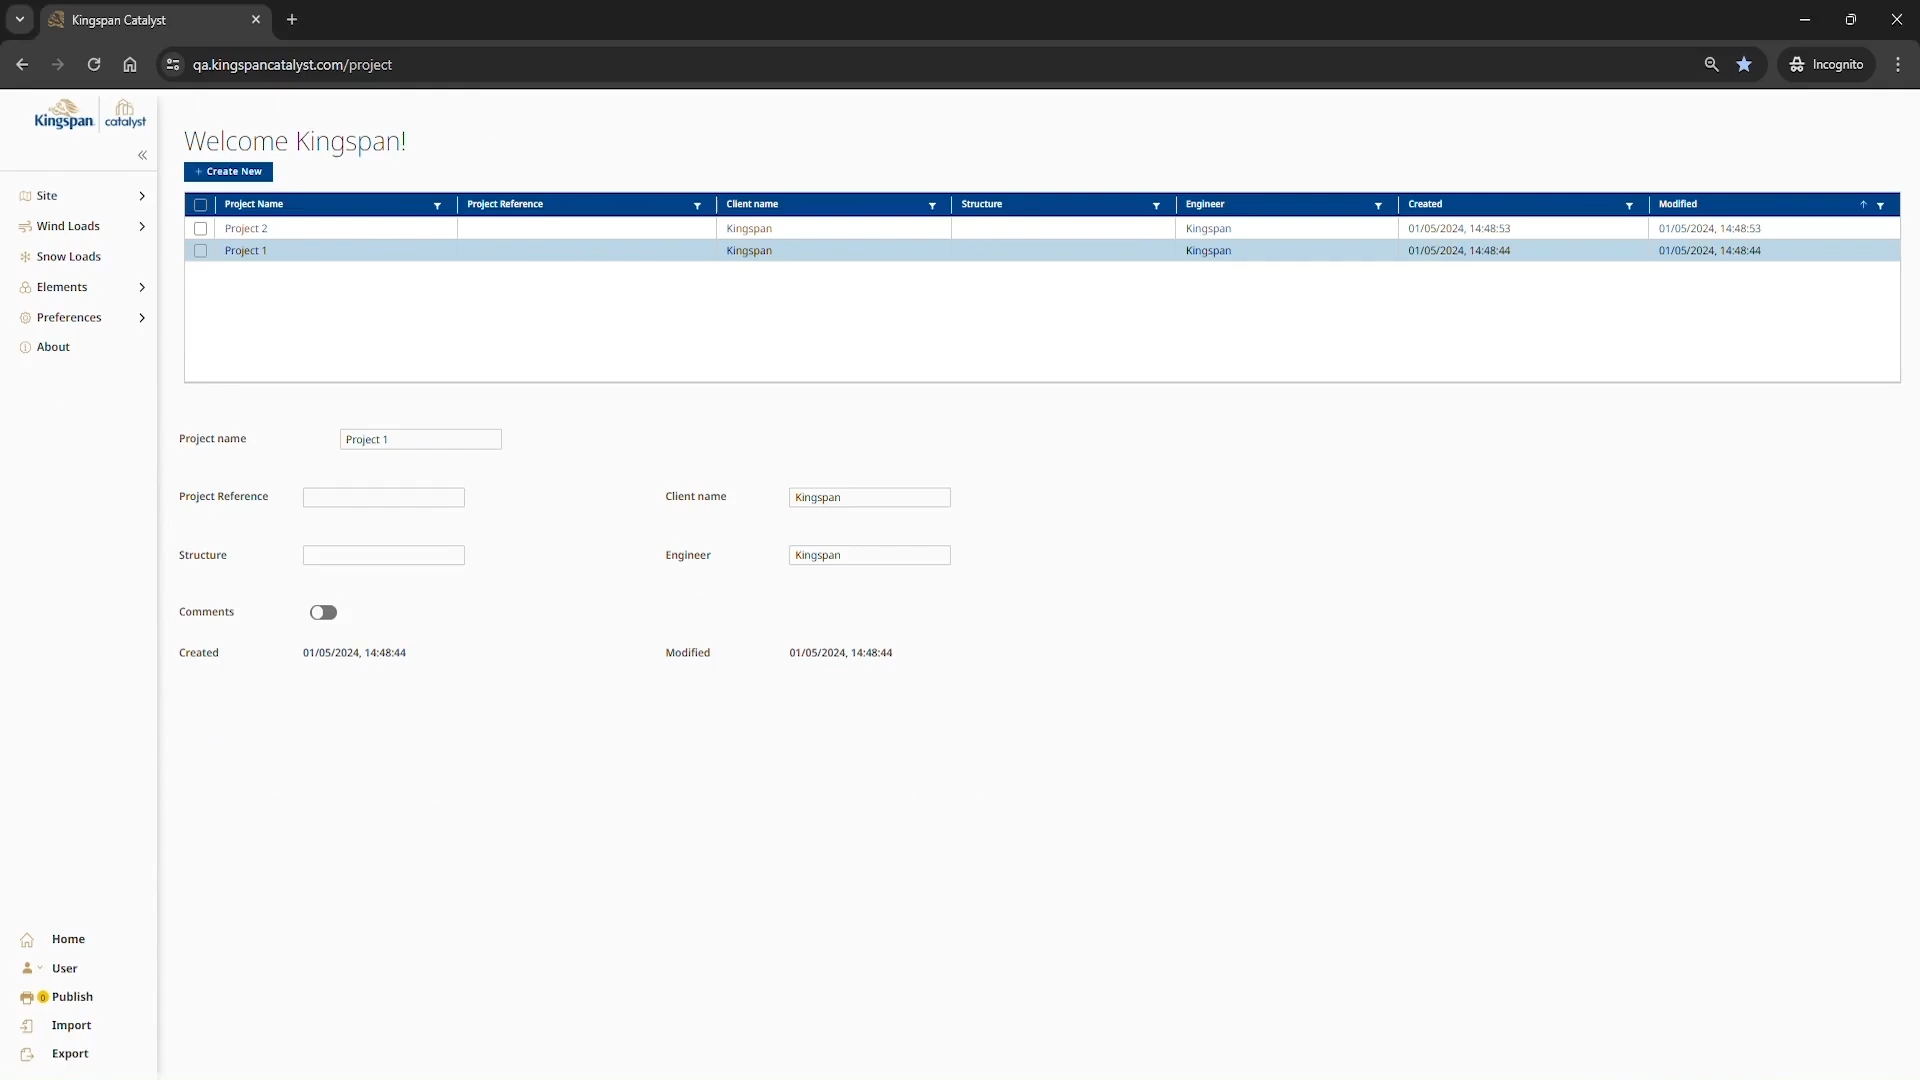 Kingspan Catalyst
qa.kingspancatalyst.com/project
Incognito
Kingspan catalyst
Welcome Kingspan!
+ Create New
Site
Wind Loads
Snow Loads
Elements
Preferences
About
Project Name Project Reference Client name Structure Engineer Created Modified
Project 2 Kingspan Kingspan 01/05/2024, 14:48:53 01/05/2024, 14:48:53
Project 1 Kingspan Kingspan 01/05/2024, 14:48:44 01/05/2024, 14:48:44
Project name Project 1
Project Reference Client name Kingspan
Structure Engineer Kingspan
Comments
Created 01/05/2024, 14:48:44 Modified 01/05/2024, 14:48:44
Home
User
0 Publish
Import
Export